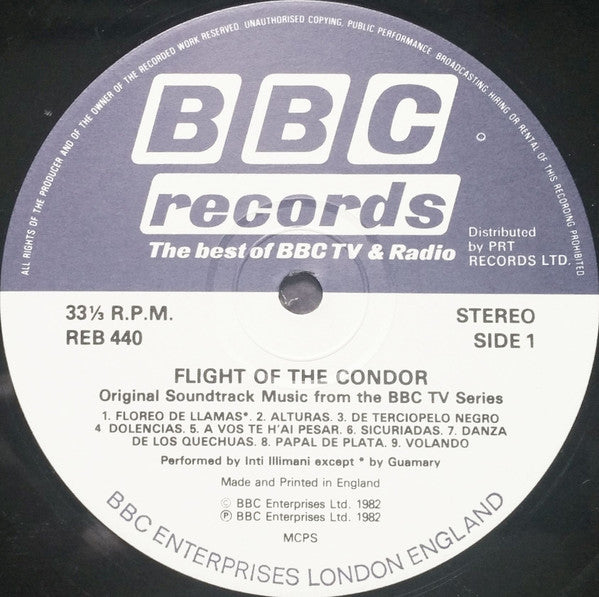 ALL RIGHTS OF THE PRODUCER AND OF THE OWNER OF THE RECORDED WORK RESERVED. UNAUTHORISED COPYING, PUBLIC PERFORMANCE, BROADCASTING, HIRING OR RENTAL OF THIS RECORDING PROHIBITED
BBC
records
The best of BBC TV & Radio
Distributed
by PRT
RECORDS LTD.
33⅓ R.P.M.
REB 440
STEREO
SIDE 1
FLIGHT OF THE CONDOR
Original Soundtrack Music from the BBC TV Series
1. FLOREO DE LLAMAS*. 2. ALTURAS. 3. DE TERCIOPELO NEGRO
4. DOLENCIAS. 5. A VOS TE H'AI PESAR. 6. SICURIADAS. 7. DANZA
DE LOS QUECHUAS. 8. PAPAL DE PLATA. 9. VOLANDO
Performed by Inti Illimani except * by Guamary
Made and Printed in England
© BBC Enterprises Ltd. 1982
℗ BBC Enterprises Ltd. 1982
MCPS
BBC ENTERPRISES LONDON ENGLAND